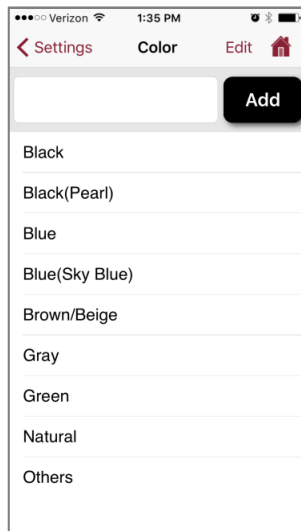 Verizon 1:35 PM
Settings Color Edit
Add
Black
Black(Pearl)
Blue
Blue(Sky Blue)
Brown/Beige
Gray
Green
Natural
Others